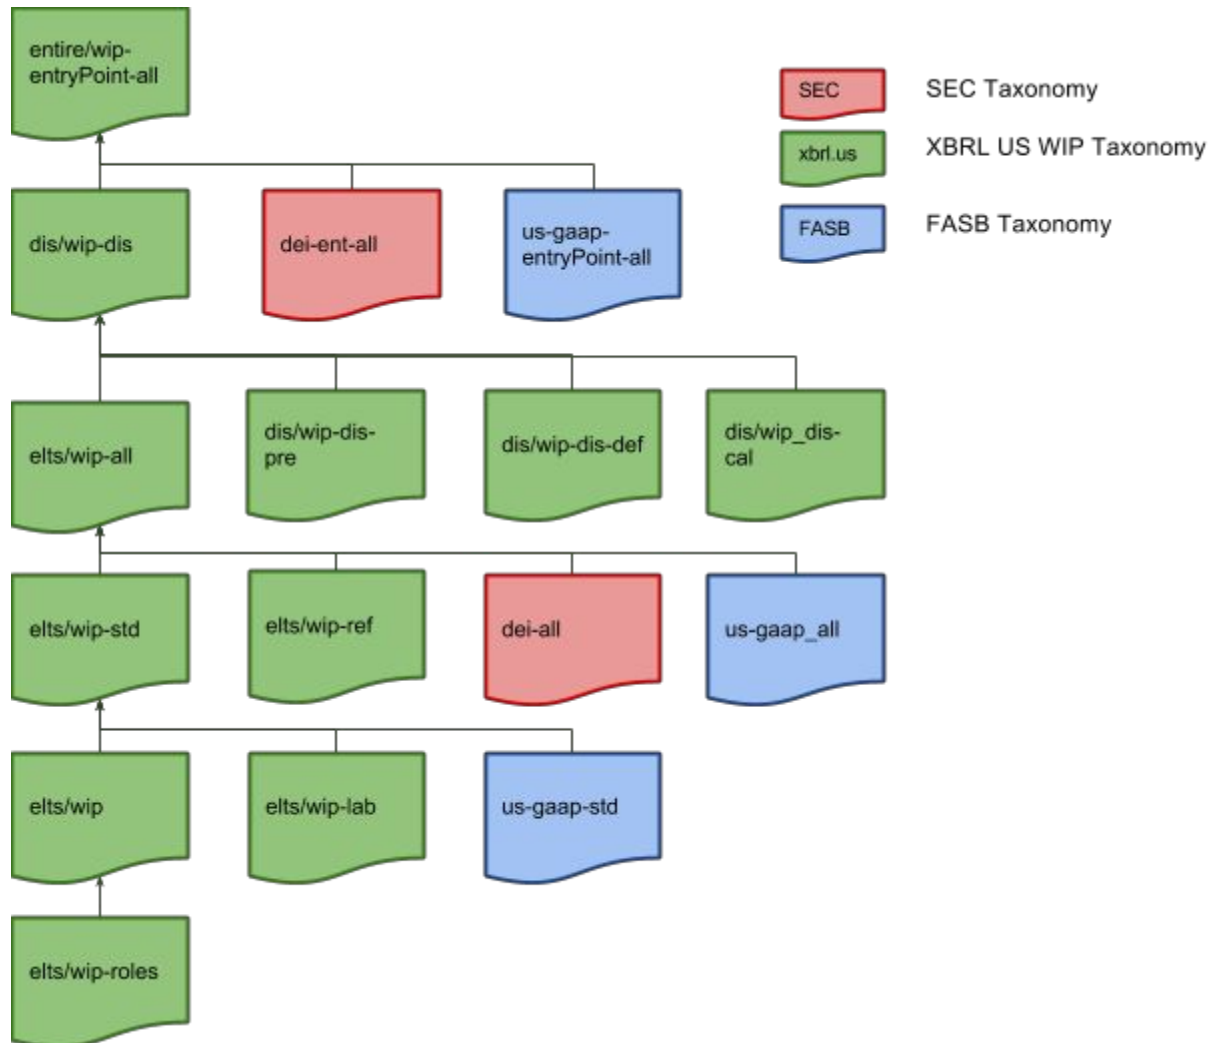 entire/wip-
entryPoint-all
SEC
SEC Taxonomy
xbrl.us
XBRL US WIP Taxonomy
FASB
FASB Taxonomy
dis/wip-dis
dei-ent-all
us-gaap-
entryPoint-all
elts/wip-all
dis/wip-dis-
pre
dis/wip-dis-def
dis/wip_dis-
cal
elts/wip-std
elts/wip-ref
dei-all
us-gaap_all
elts/wip
elts/wip-lab
us-gaap-std
elts/wip-roles